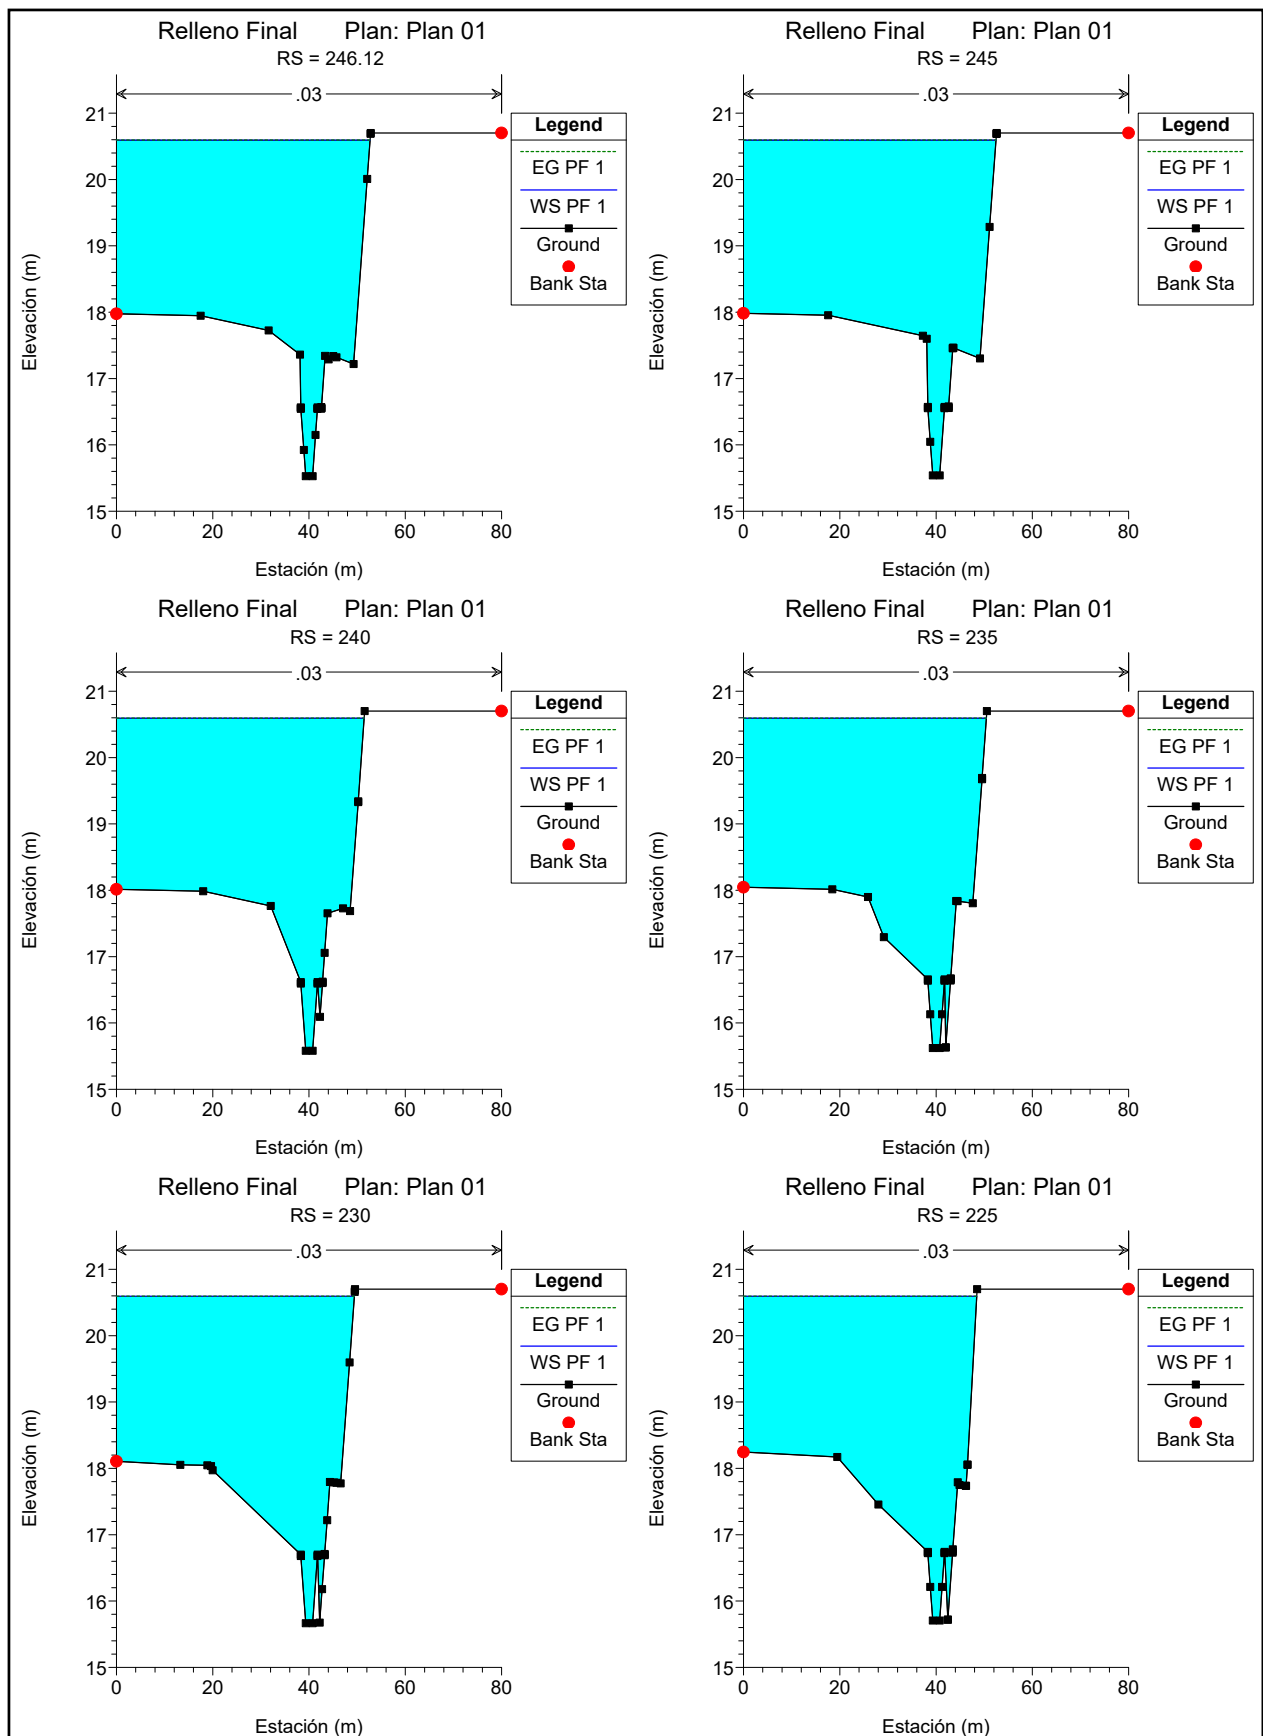 Relleno Final Plan: Plan 01
RS = 246.12
.03
21
20
19
18
17
16
15
0 20 40 60 80
Elevación (m)
Estación (m)
Legend
EG PF 1
WS PF 1
Ground
Bank Sta
Relleno Final Plan: Plan 01
RS = 245
.03
21
20
19
18
17
16
15
0 20 40 60 80
Elevación (m)
Estación (m)
Legend
EG PF 1
WS PF 1
Ground
Bank Sta
Relleno Final Plan: Plan 01
RS = 240
.03
21
20
19
18
17
16
15
0 20 40 60 80
Elevación (m)
Estación (m)
Legend
EG PF 1
WS PF 1
Ground
Bank Sta
Relleno Final Plan: Plan 01
RS = 235
.03
21
20
19
18
17
16
15
0 20 40 60 80
Elevación (m)
Estación (m)
Legend
EG PF 1
WS PF 1
Ground
Bank Sta
Relleno Final Plan: Plan 01
RS = 230
.03
21
20
19
18
17
16
15
0 20 40 60 80
Elevación (m)
Estación (m)
Legend
EG PF 1
WS PF 1
Ground
Bank Sta
Relleno Final Plan: Plan 01
RS = 225
.03
21
20
19
18
17
16
15
0 20 40 60 80
Elevación (m)
Estación (m)
Legend
EG PF 1
WS PF 1
Ground
Bank Sta